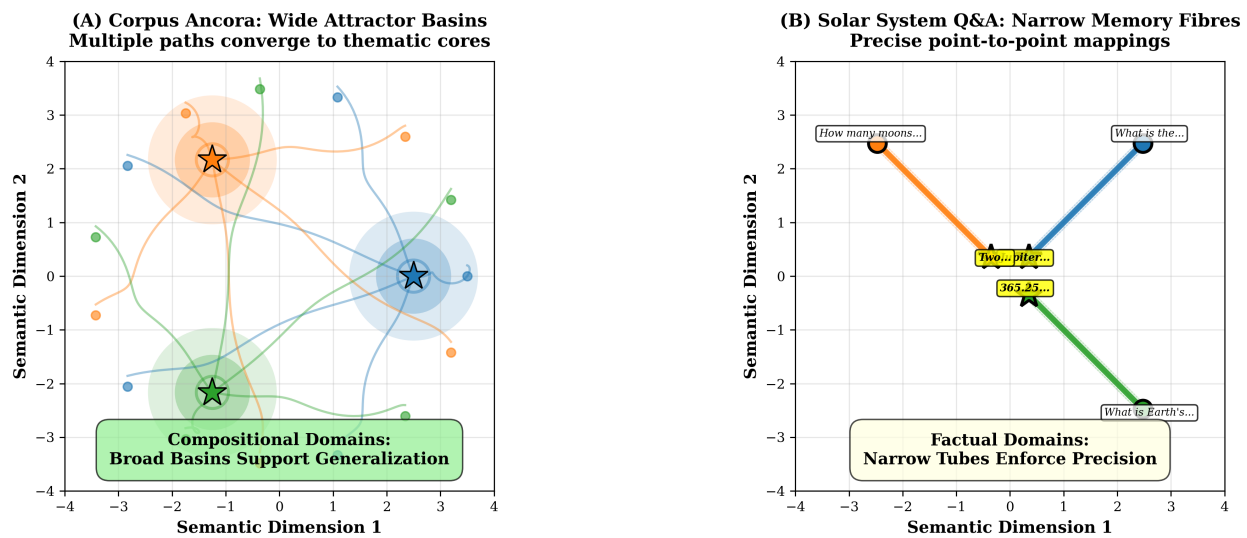 (A) Corpus Ancora: Wide Attractor Basins
Multiple paths converge to thematic cores
4
3
2
1
0
−1
−2
−3
−4
Semantic Dimension 2
Compositional Domains:
Broad Basins Support Generalization
−4
−3
−2
−1
0
1
2
3
4
Semantic Dimension 1
(B) Solar System Q&A: Narrow Memory Fibres
Precise point-to-point mappings
4
3
2
1
0
−1
−2
−3
−4
Semantic Dimension 2
How many moons...
What is the...
Two...
piter...
365.25...
What is Earth's...
Factual Domains:
Narrow Tubes Enforce Precision
−4
−3
−2
−1
0
1
2
3
4
Semantic Dimension 1